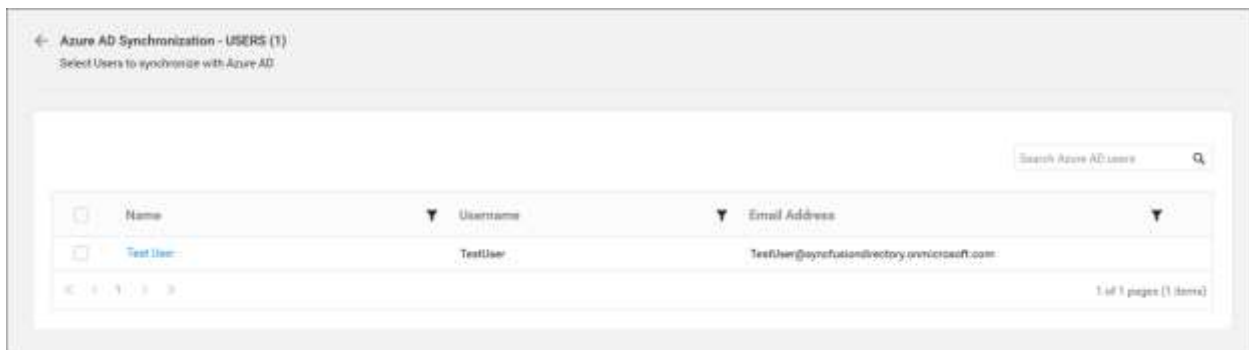 Azure AD Synchronization - USERS (1)
Select Users to synchronize with Azure AD
Search Azure AD users
Name Username Email Address
Test User TestUser TestUser@syncfusiondirectory.onmicrosoft.com
1 1 of 1 pages (1 items)